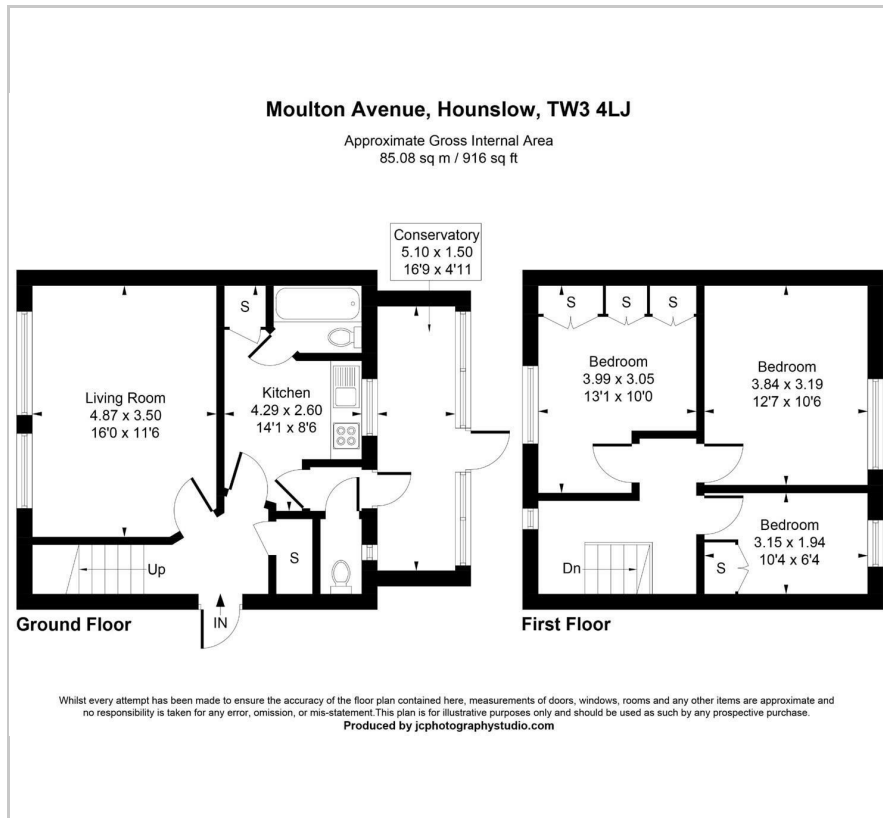 Moulton Avenue, Hounslow, TW3 4LJ
Approximate Gross Internal Area
85.08 sq m / 916 sq ft
Conservatory
5.10 x 1.50
16'9 x 4'11
S
Living Room
4.87 x 3.50
16'0 x 11'6
Kitchen
4.29 x 2.60
14'1 x 8'6
S
Up
IN
Ground Floor
S
S
S
Bedroom
3.99 x 3.05
13'1 x 10'0
Bedroom
3.84 x 3.19
12'7 x 10'6
Bedroom
3.15 x 1.94
10'4 x 6'4
S
Dn
First Floor
Whilst every attempt has been made to ensure the accuracy of the floor plan contained here, measurements of doors, windows, rooms and any other items are approximate and
no responsibility is taken for any error, omission, or mis-statement.This plan is for illustrative purposes only and should be used as such by any prospective purchase.
Produced by jcphotographystudio.com